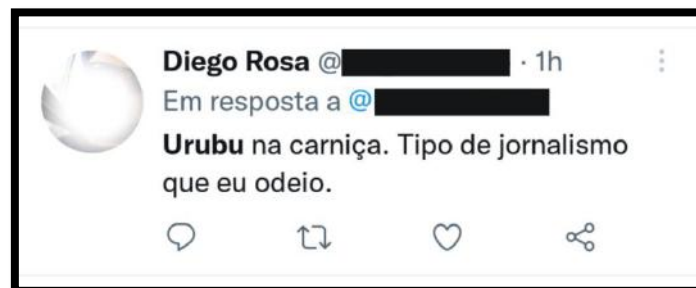 Diego Rosa @ · 1h
Em resposta a @
Urubu na carniça. Tipo de jornalismo
que eu odeio.